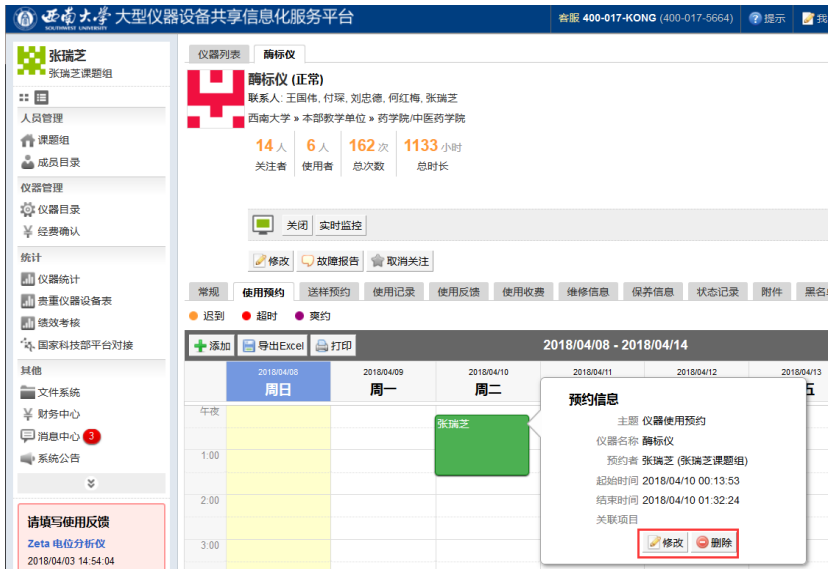 西南大学 大型仪器设备共享信息化服务平台
SOUTHWEST UNIVERSITY
客服 400-017-KONG (400-017-5664) 提示 我
张瑞芝
张瑞芝课题组
人员管理
课题组
成员目录
仪器管理
仪器目录
经费确认
统计
仪器统计
贵重仪器设备表
绩效考核
国家科技部平台对接
其他
文件系统
财务中心
消息中心 3
系统公告
请填写使用反馈
Zeta 电位分析仪
2018/04/03 14:54:04
仪器列表 酶标仪
酶标仪 (正常)
联系人: 王国伟, 付琛, 刘忠德, 何红梅, 张瑞芝
西南大学 » 本部教学单位 » 药学院/中医药学院
14 人 6 人 162 次 1133 小时
关注者 使用者 总次数 总时长
关闭 实时监控
修改 故障报告 取消关注
常规 使用预约 送样预约 使用记录 使用反馈 使用收费 维修信息 保养信息 状态记录 附件 黑名
迟到 超时 爽约
添加 导出Excel 打印 2018/04/08 - 2018/04/14
2018/04/08 2018/04/09 2018/04/10 2018/04/11 2018/04/12 2018/04/13
周日 周一 周二 五
午夜
1:00
2:00
3:00
张瑞芝
预约信息
主题 仪器使用预约
仪器名称 酶标仪
预约者 张瑞芝 (张瑞芝课题组)
起始时间 2018/04/10 00:13:53
结束时间 2018/04/10 01:32:24
关联项目
修改 删除